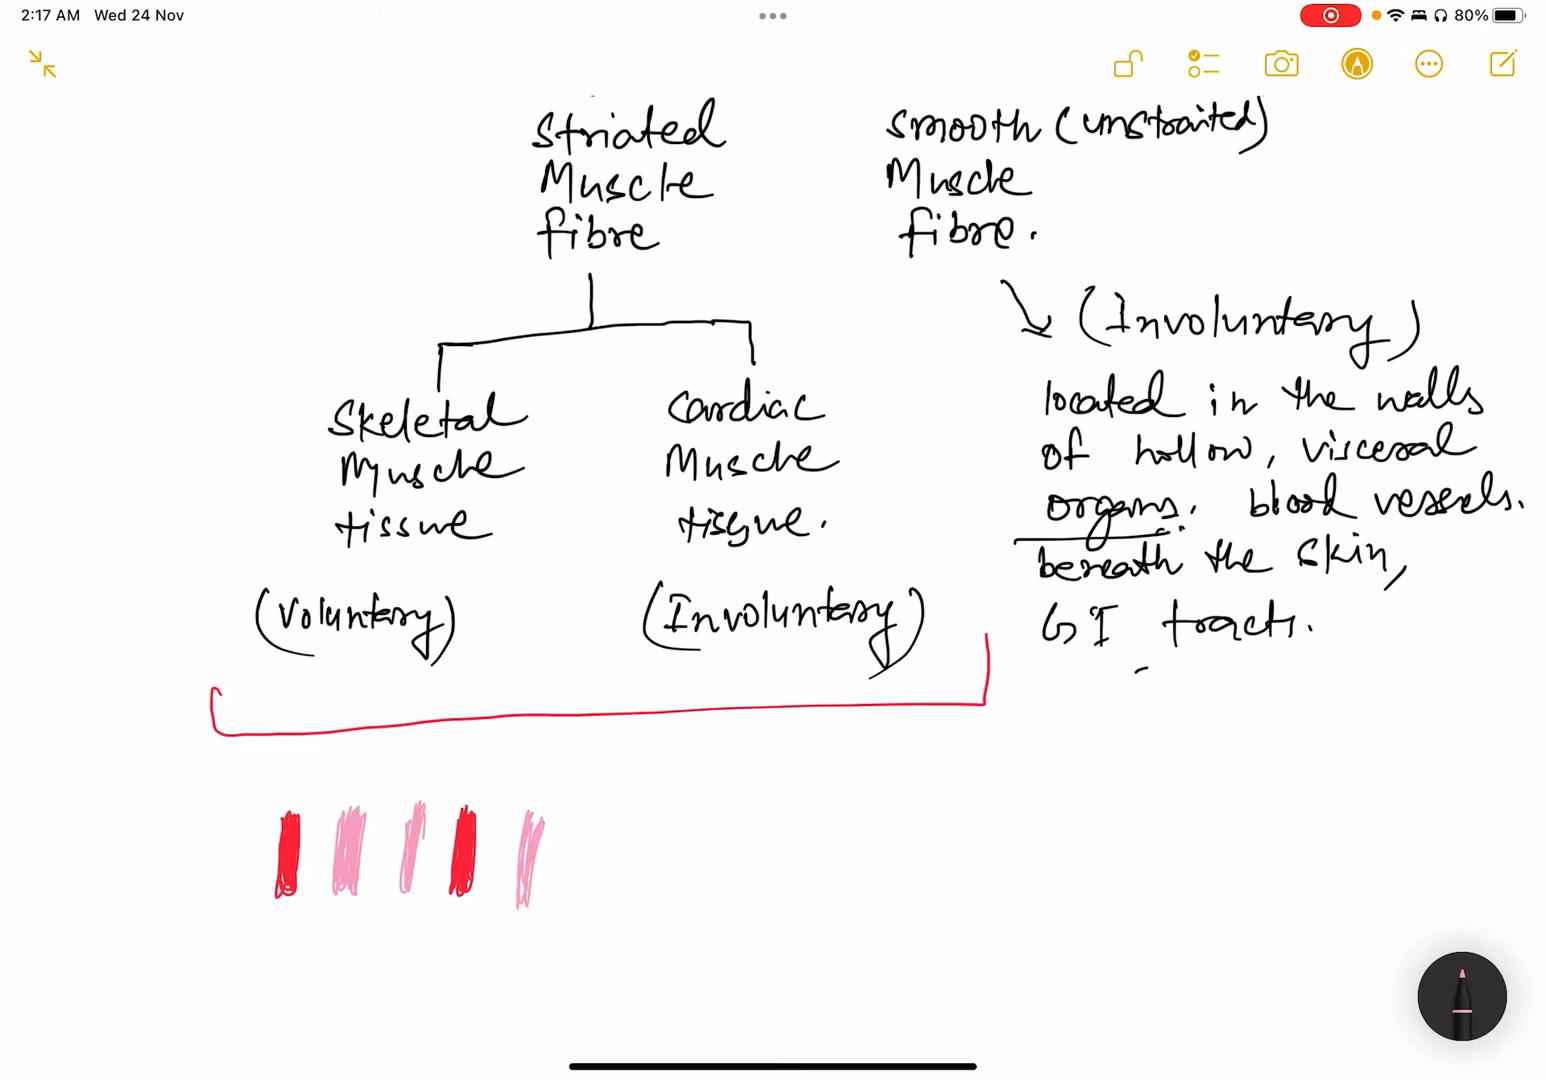 2:17 AM Wed 24 Nov
80%
Striated
Muscle
fibre
smooth (unstraited)
Muscle
fibre.
Skeletal
Muscle
tissue
(Voluntary)
Cardiac
Muscle
tissue.
(Involuntary)
(Involuntary)
located in the walls
of hollow, visceral
organs. blood vessels.
beneath the skin,
GI tracts.